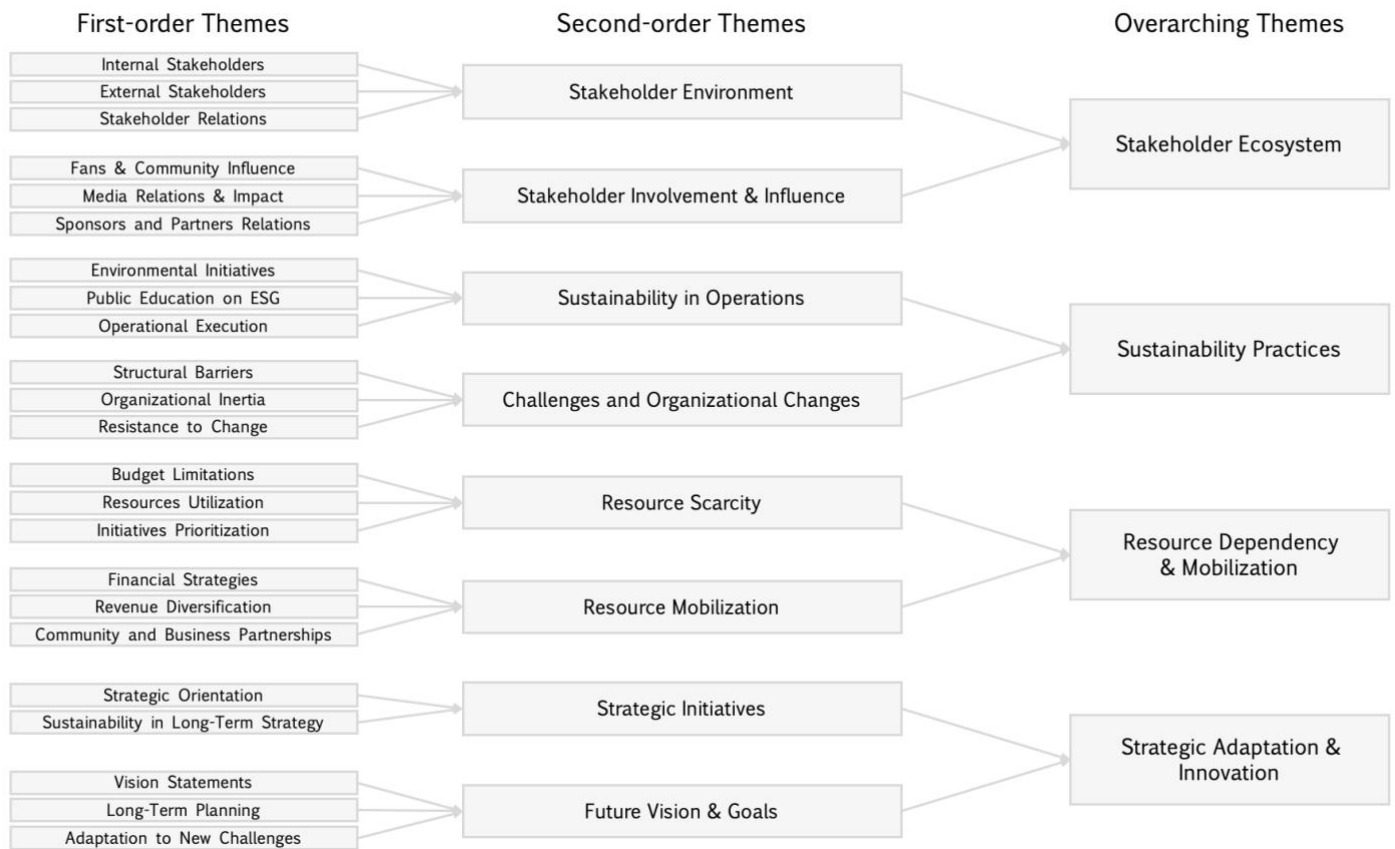 First-order Themes
Second-order Themes
Overarching Themes
Internal Stakeholders
External Stakeholders
Stakeholder Relations
Stakeholder Environment
Fans & Community Influence
Media Relations & Impact
Sponsors and Partners Relations
Stakeholder Involvement & Influence
Stakeholder Ecosystem
Environmental Initiatives
Public Education on ESG
Operational Execution
Sustainability in Operations
Structural Barriers
Organizational Inertia
Resistance to Change
Challenges and Organizational Changes
Sustainability Practices
Budget Limitations
Resources Utilization
Initiatives Prioritization
Resource Scarcity
Financial Strategies
Revenue Diversification
Community and Business Partnerships
Resource Mobilization
Resource Dependency
& Mobilization
Strategic Orientation
Sustainability in Long-Term Strategy
Strategic Initiatives
Vision Statements
Long-Term Planning
Adaptation to New Challenges
Future Vision & Goals
Strategic Adaptation &
Innovation